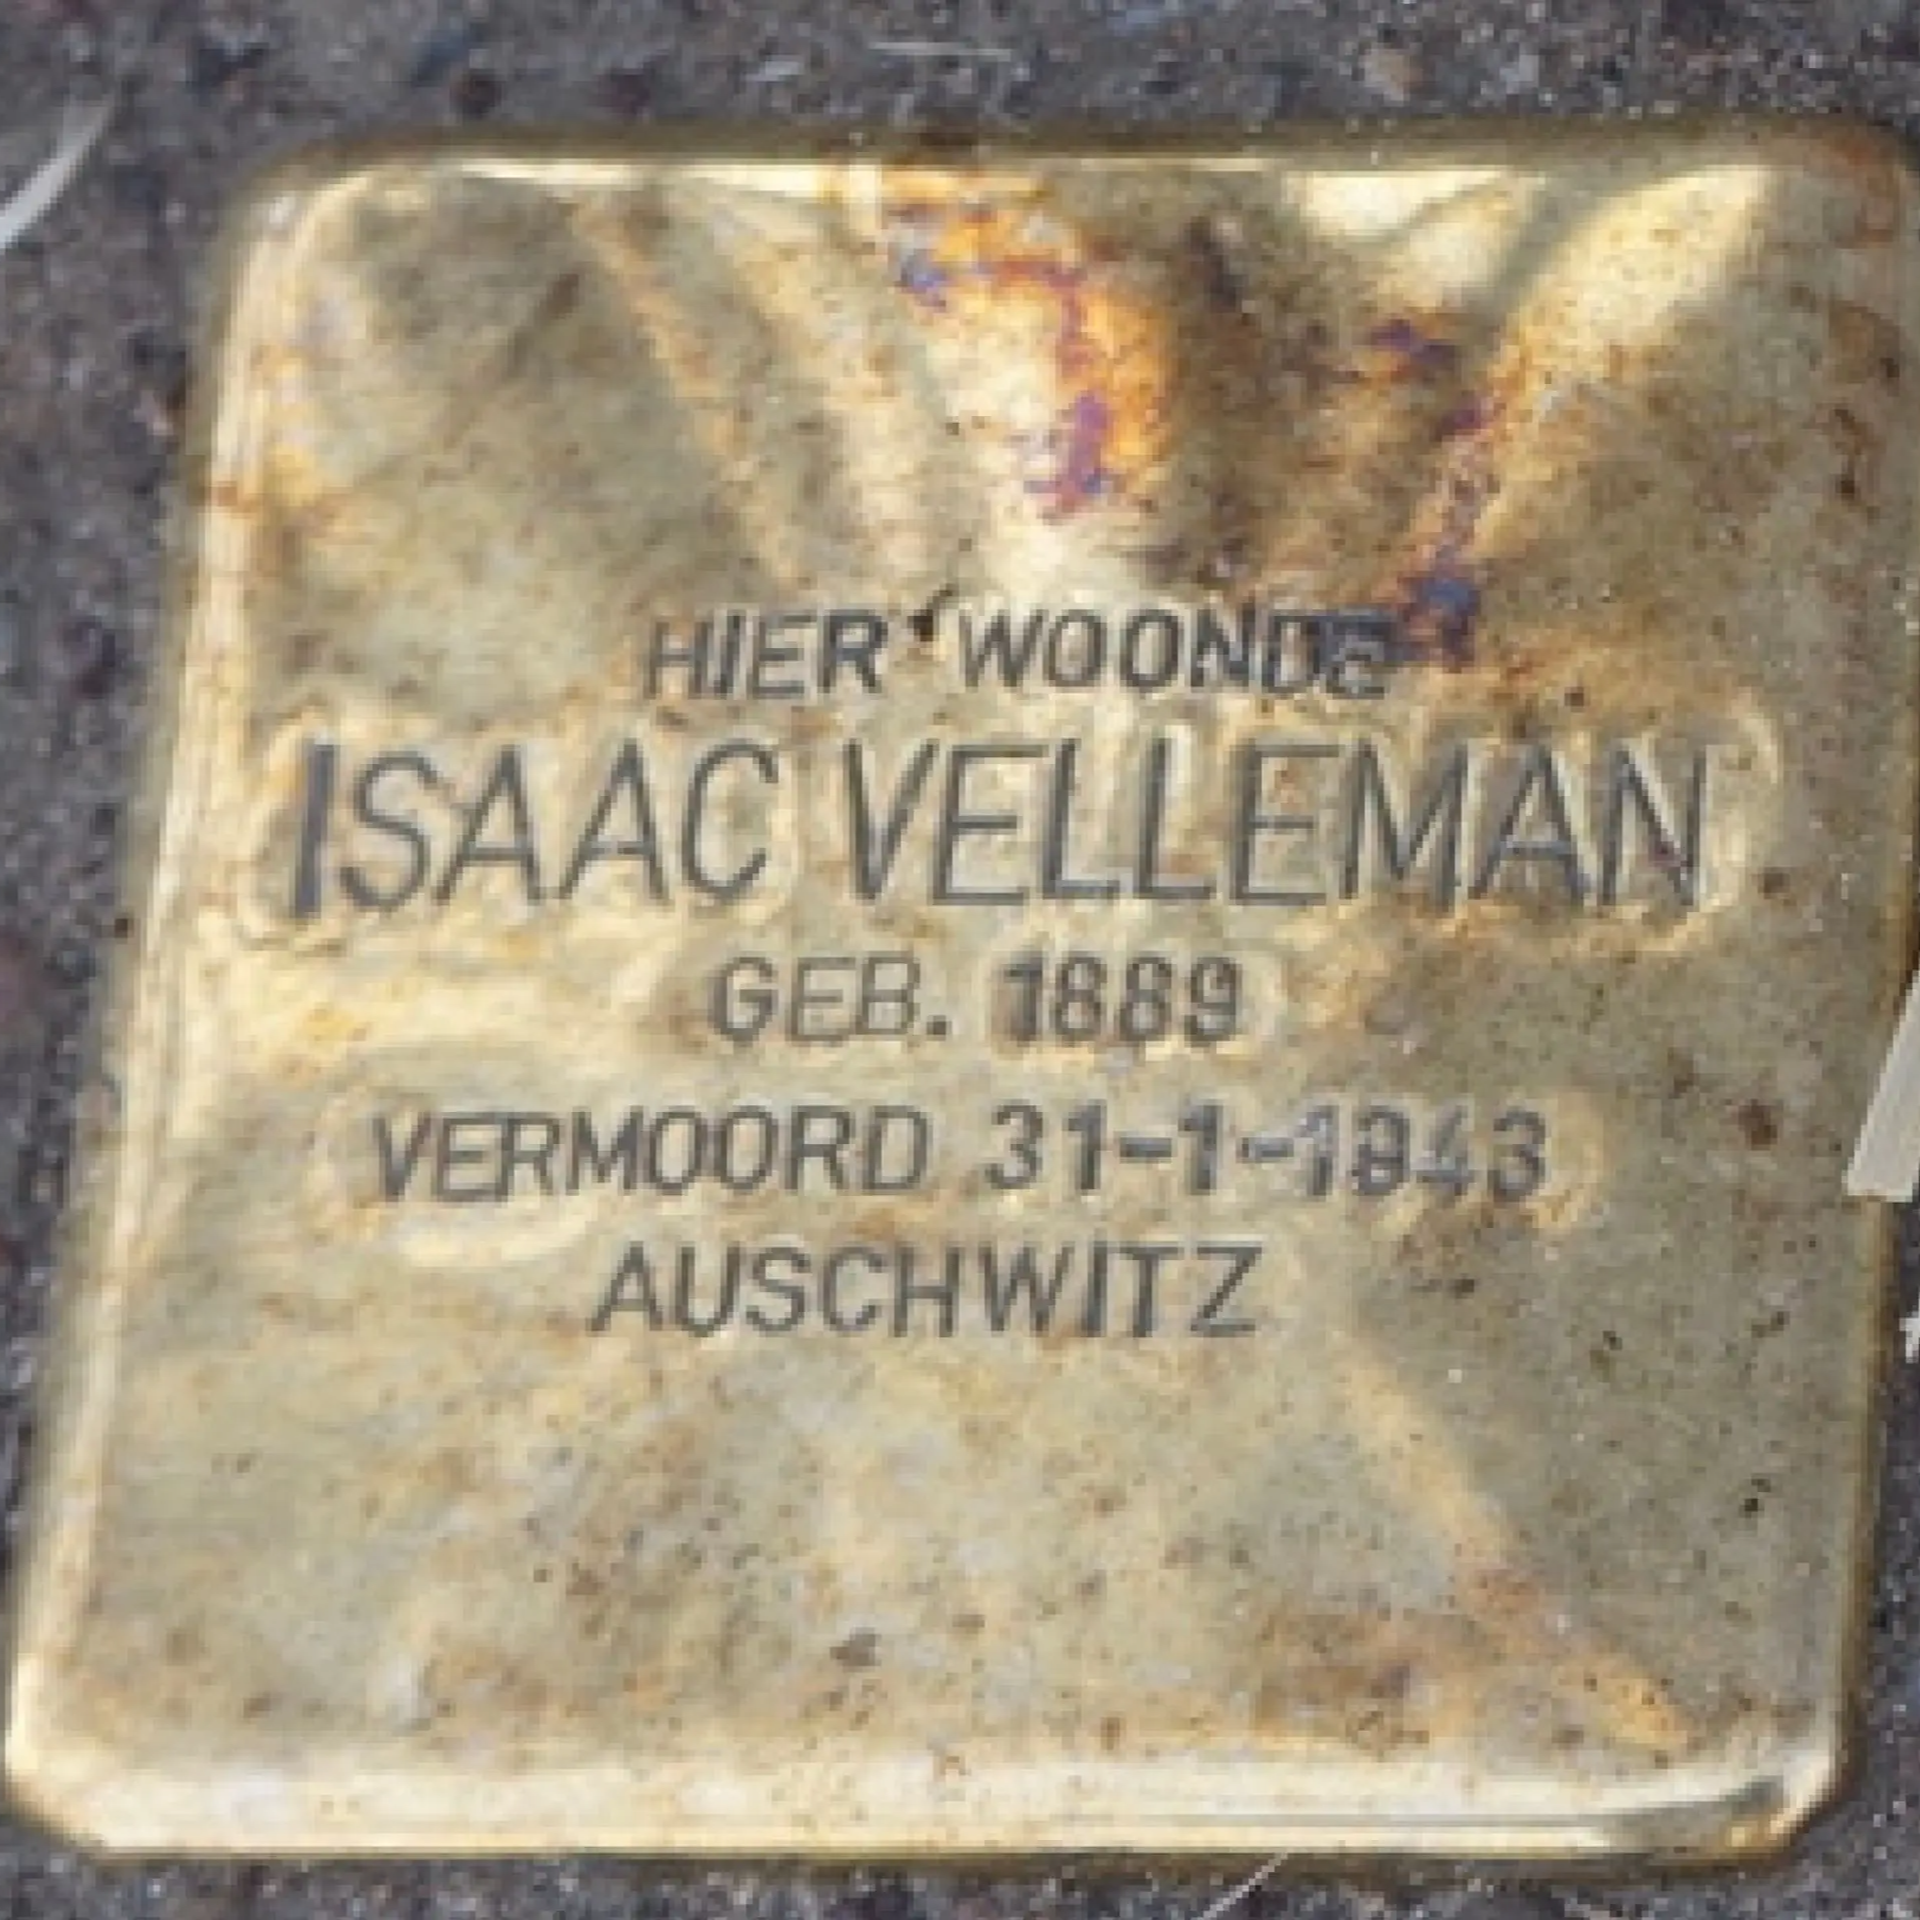 HIER WOONDE
ISAAC VELLEMAN
GEB. 1889
VERMOORD 31-1-1943
AUSCHWITZ